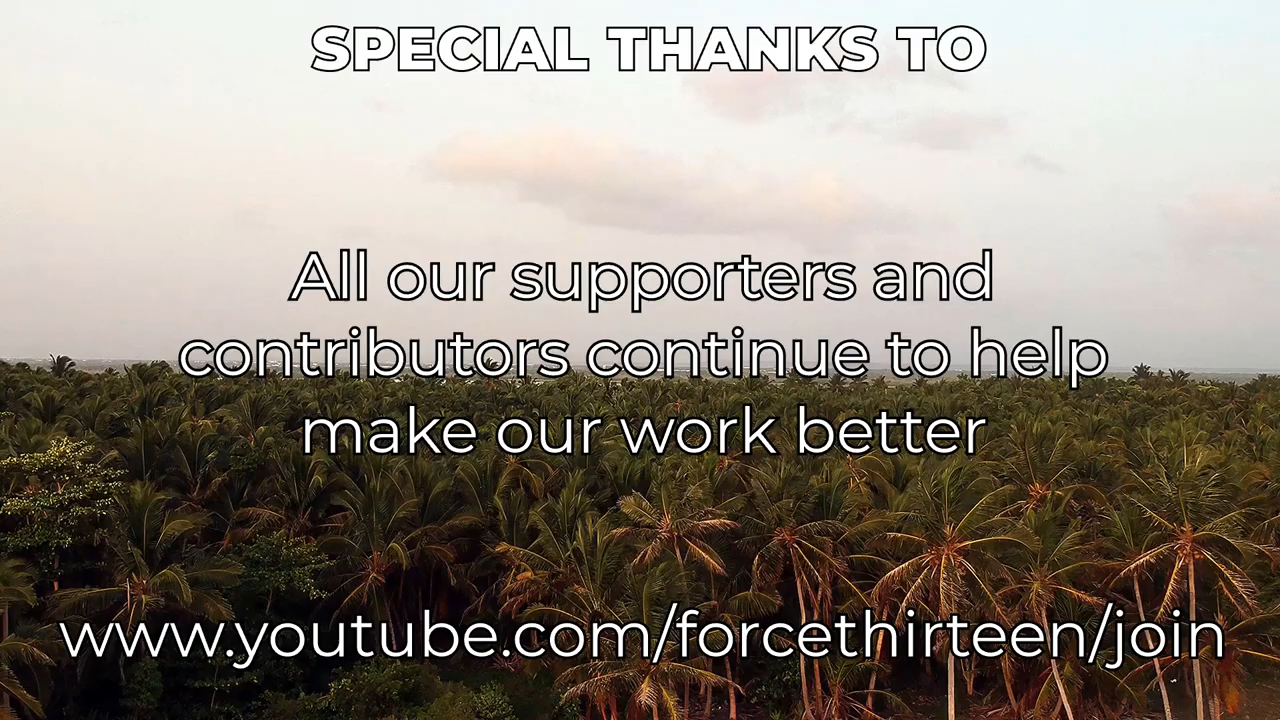 SPECIAL THANKS TO
All our supporters and
contributors continue to help
make our work better
www.youtube.com/forcethirteen/join